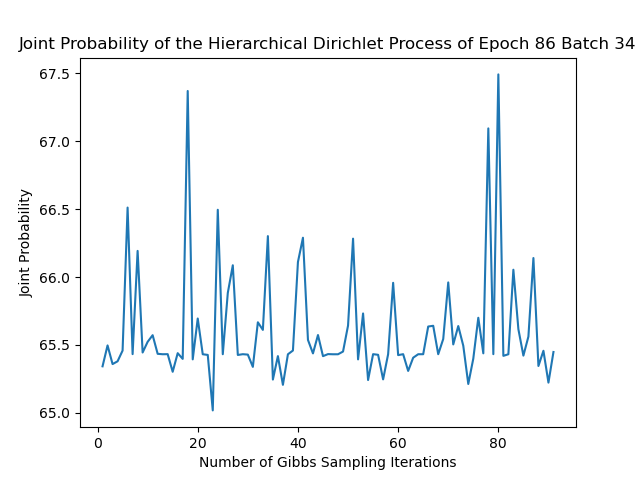 Joint Probability of the Hierarchical Dirichlet Process of Epoch 86 Batch 34
67.5
67.0
66.5
66.0
65.5
65.0
Joint Probability
0 20 40 60 80
Number of Gibbs Sampling Iterations